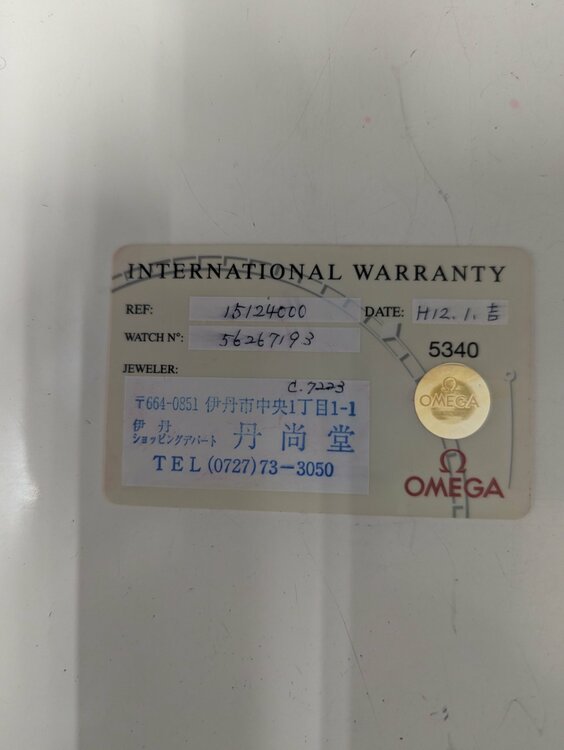 INTERNATIONAL WARRANTY
REF: 15124000 DATE: H12.1.吉
WATCH Nº: 56267193
5340
JEWELER:
C.7223
〒664-0851 伊丹市中央1丁目1-1
伊丹
ショッピングデパート 丹尚堂
TEL (0727)73-3050
OMEGA
Ω
OMEGA